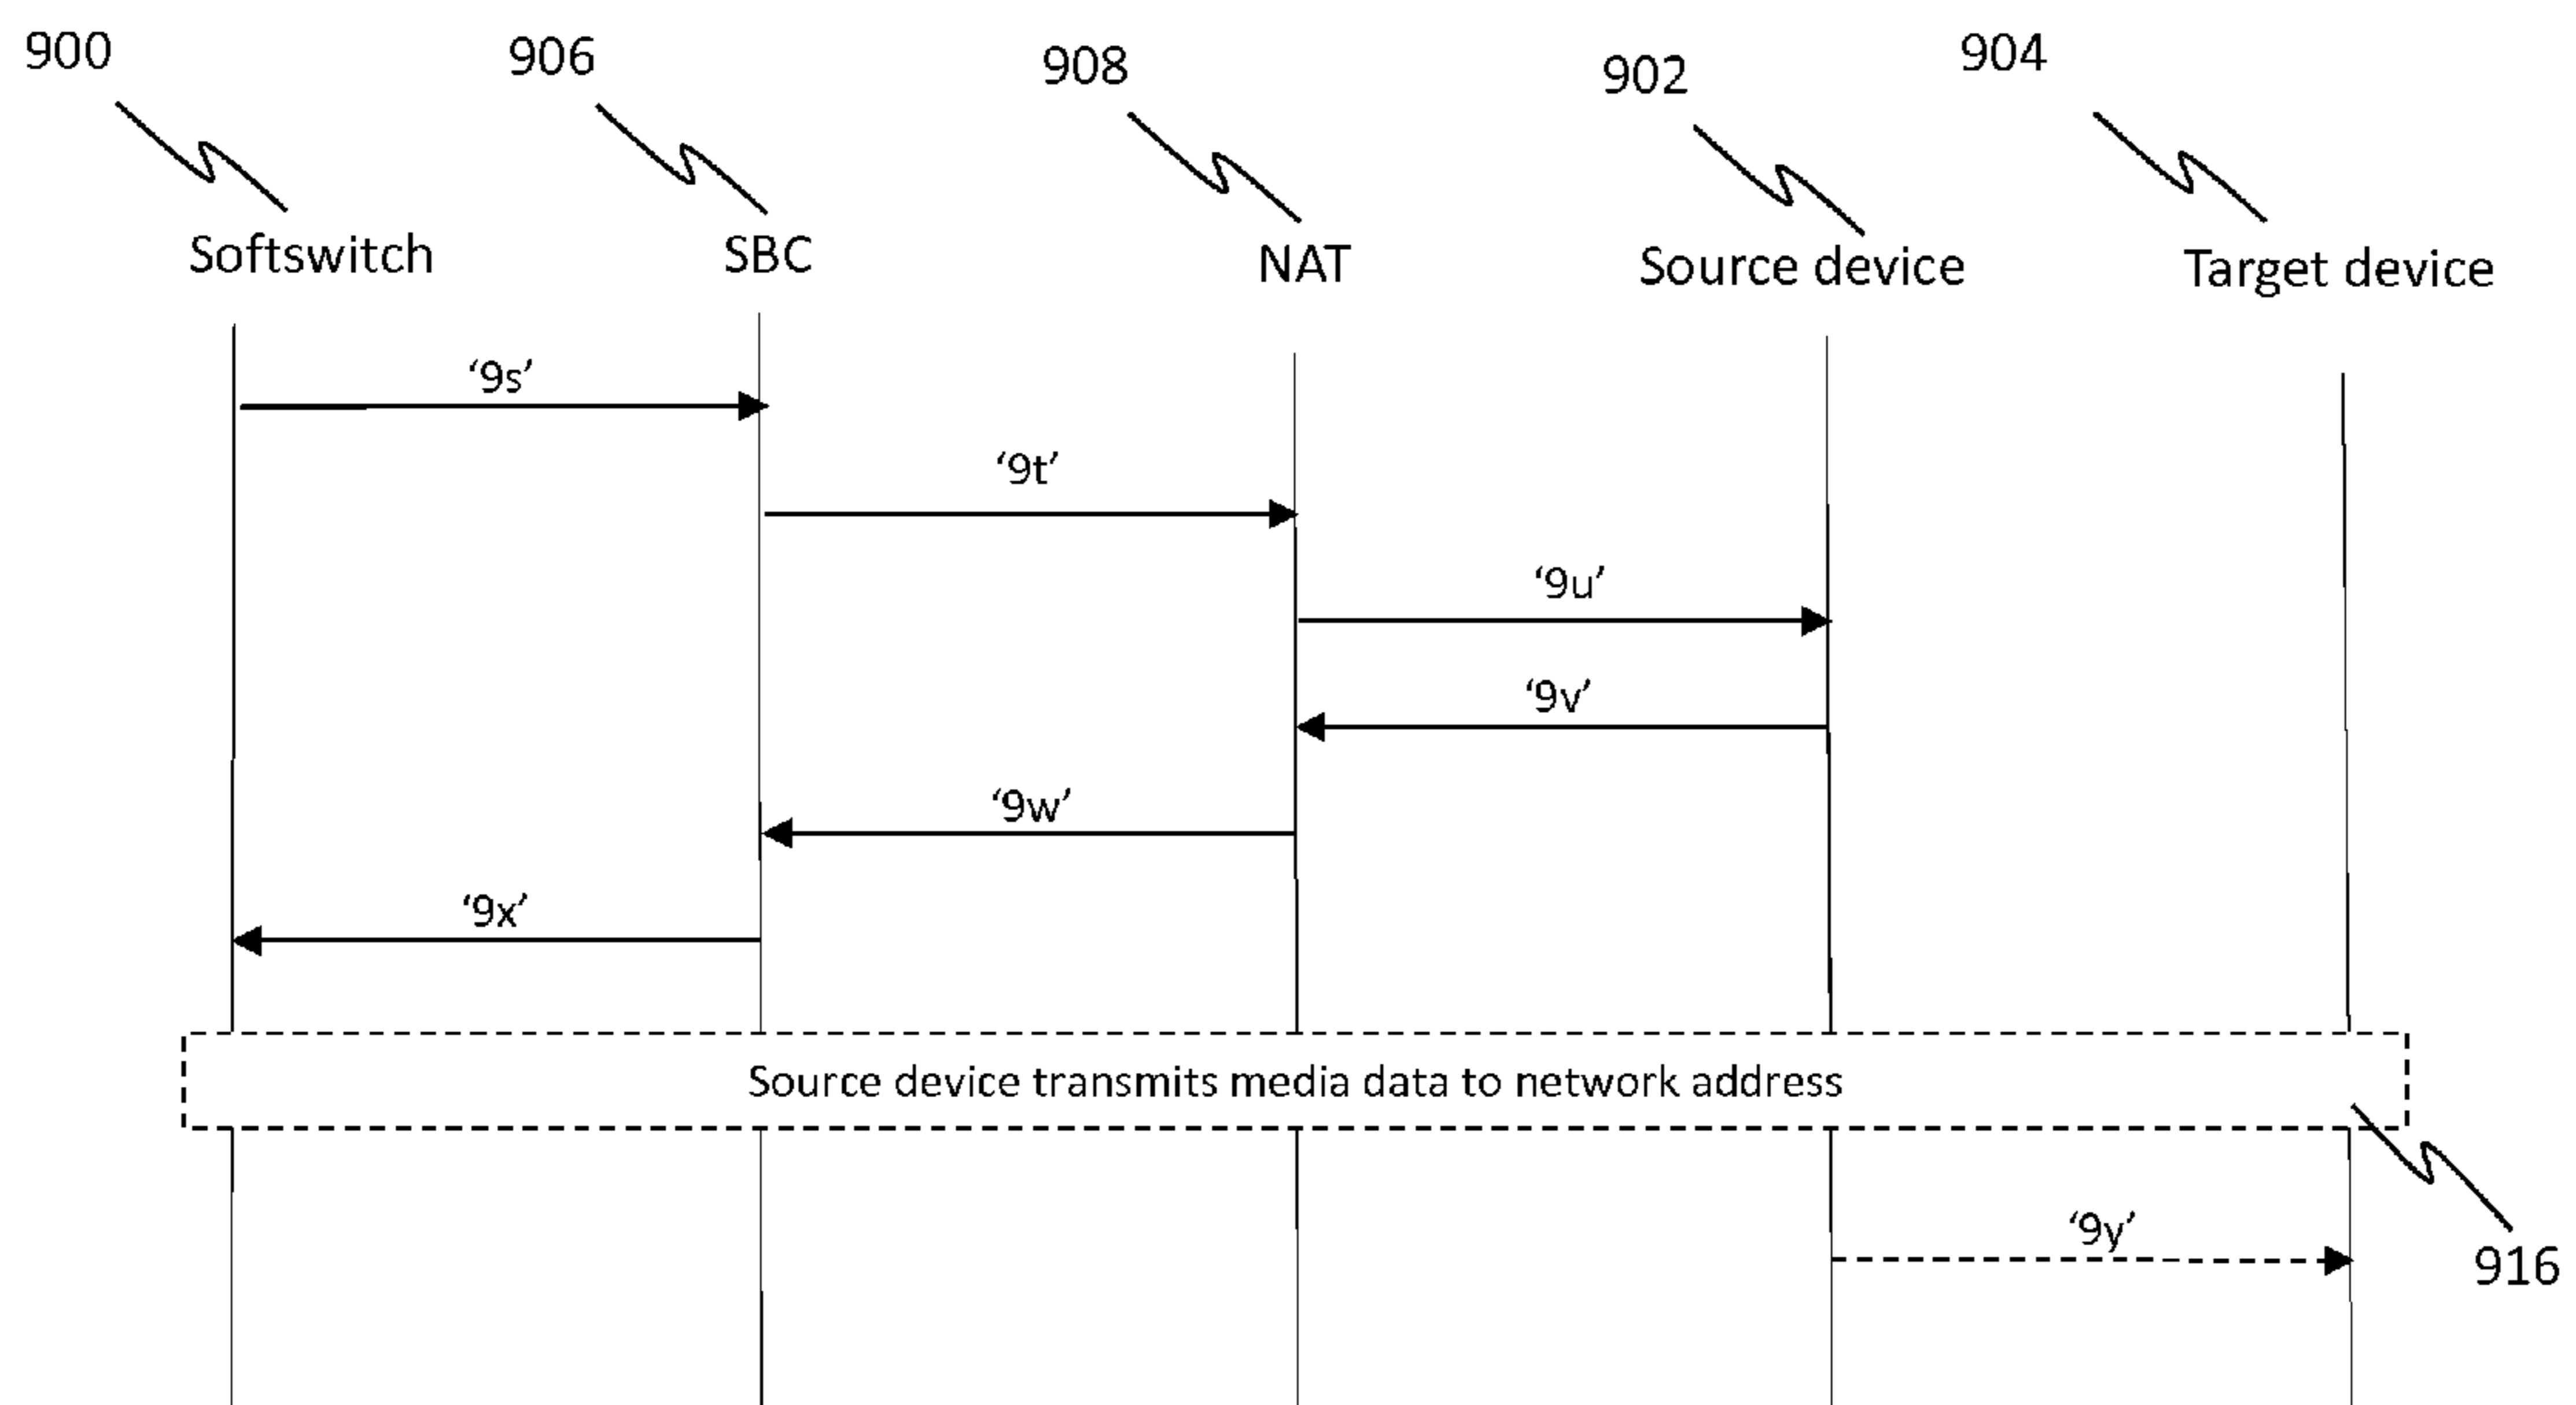 900
906
908
902
904
Softswitch
SBC
NAT
Source device
Target device
‘9s’
‘9t’
‘9u’
‘9v’
‘9w’
‘9x’
Source device transmits media data to network address
‘9y’
916